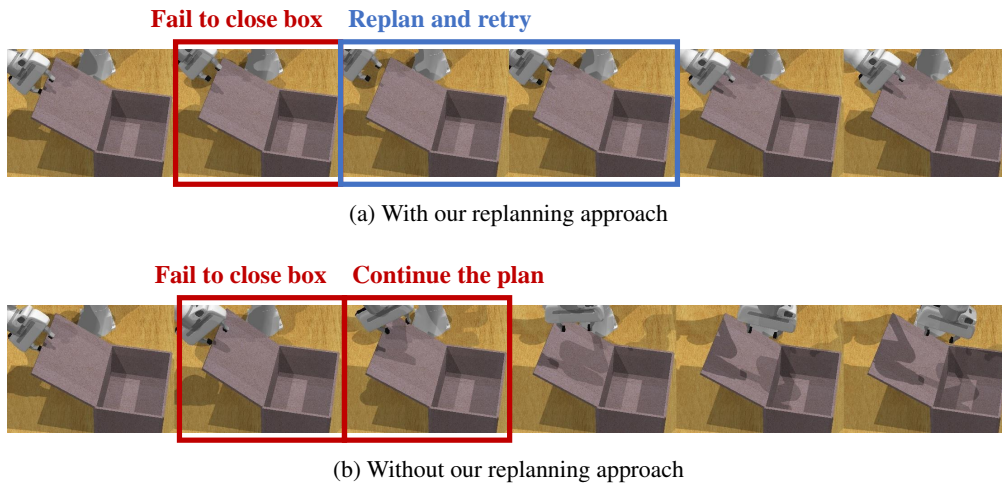 Fail to close box Replan and retry
(a) With our replanning approach
Fail to close box Continue the plan
(b) Without our replanning approach